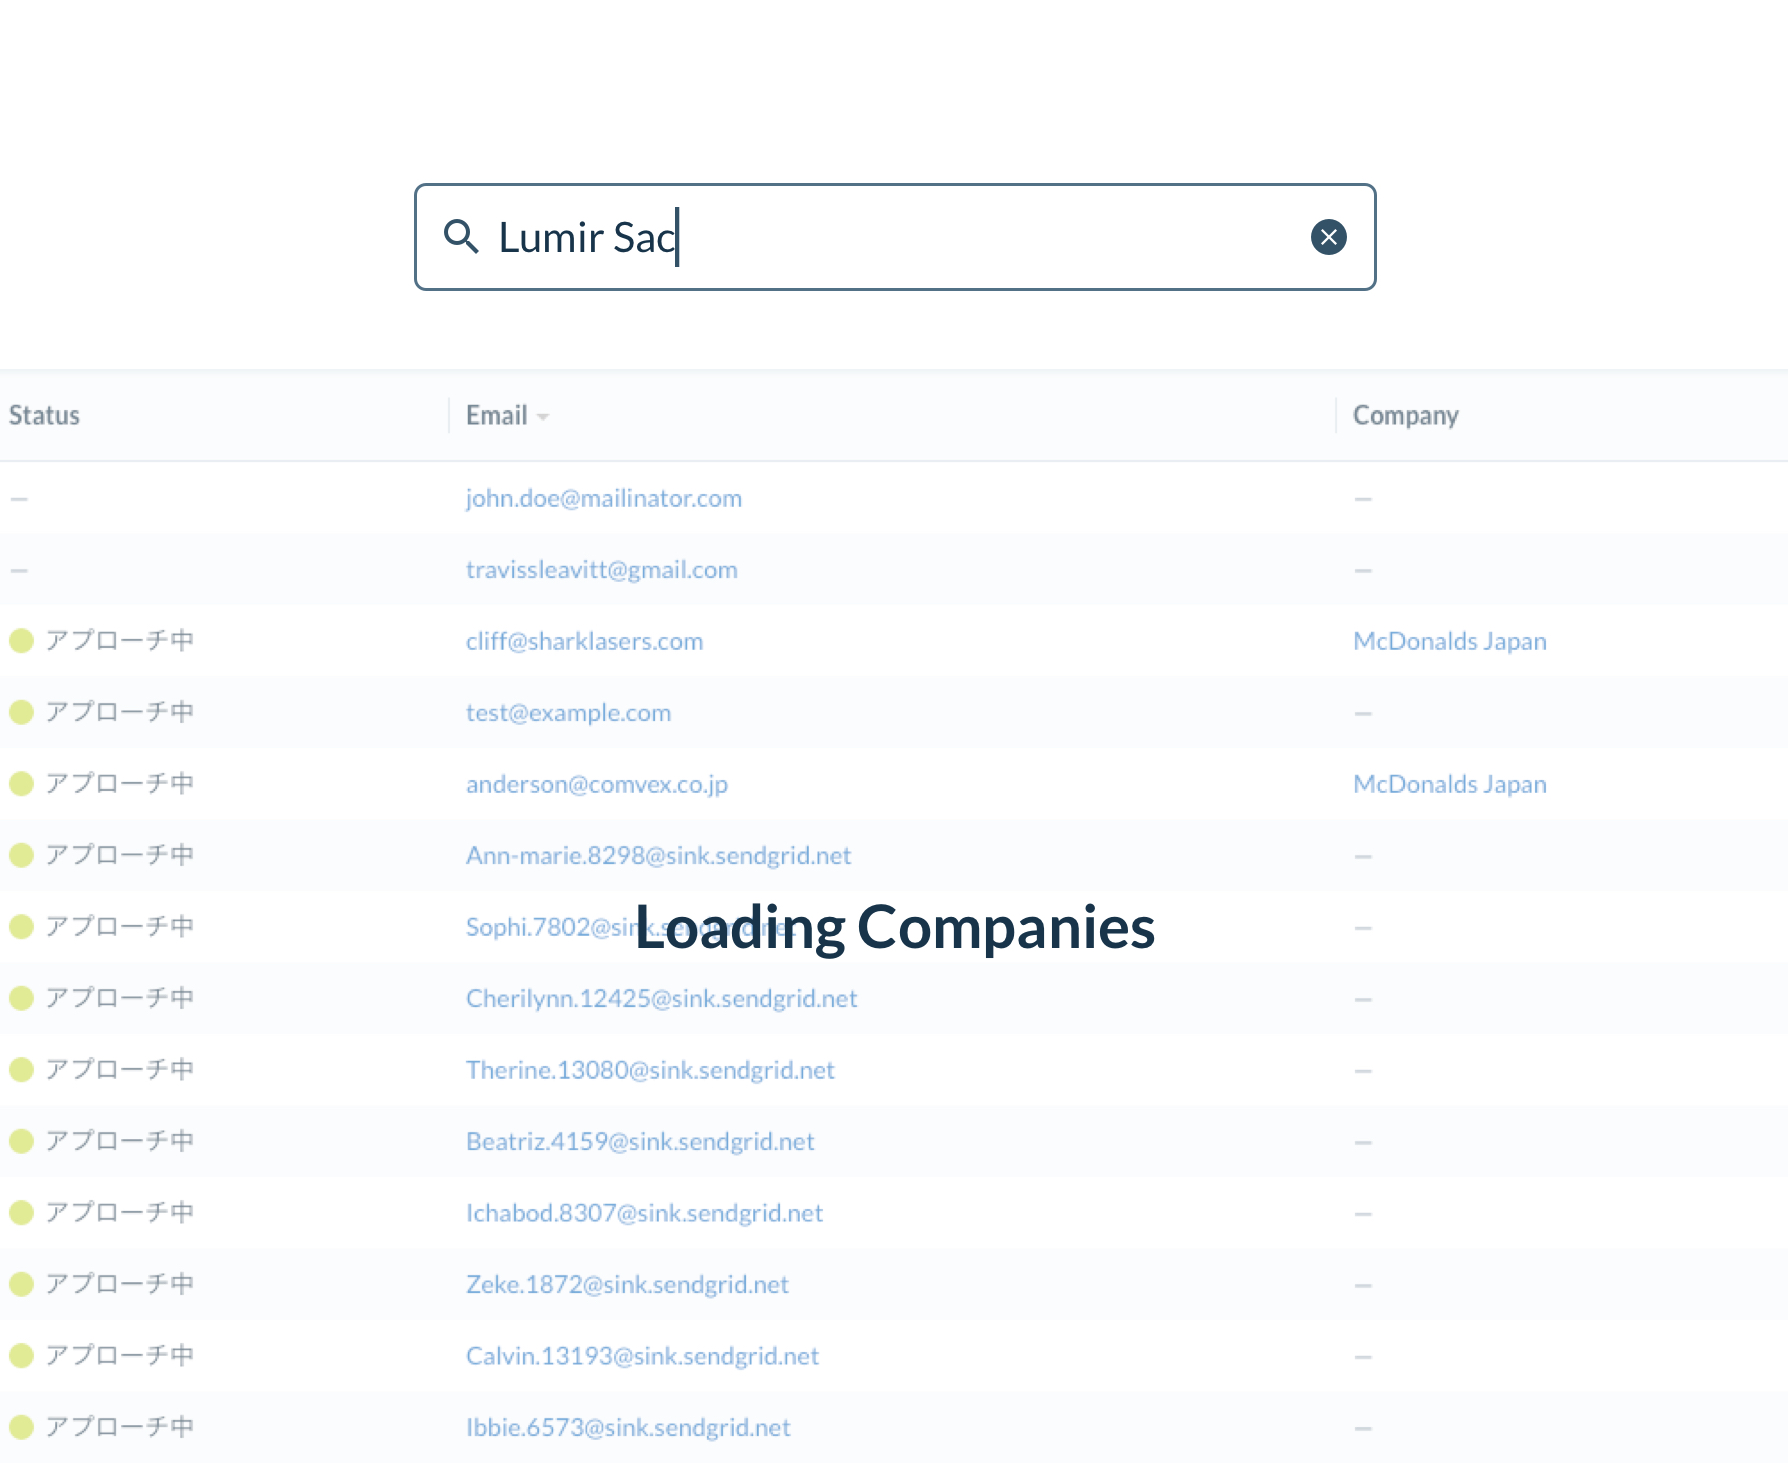 Lumir Sac
Status Email Company
– john.doe@mailinator.com –
– travissleavitt@gmail.com –
アプローチ中 cliff@sharklasers.com McDonalds Japan
アプローチ中 test@example.com –
アプローチ中 anderson@comvex.co.jp McDonalds Japan
アプローチ中 Ann-marie.8298@sink.sendgrid.net –
アプローチ中 Sophi.7802@sink.sendgrid.net –
Loading Companies
アプローチ中 Cherilynn.12425@sink.sendgrid.net –
アプローチ中 Therine.13080@sink.sendgrid.net –
アプローチ中 Beatriz.4159@sink.sendgrid.net –
アプローチ中 Ichabod.8307@sink.sendgrid.net –
アプローチ中 Zeke.1872@sink.sendgrid.net –
アプローチ中 Calvin.13193@sink.sendgrid.net –
アプローチ中 Ibbie.6573@sink.sendgrid.net –